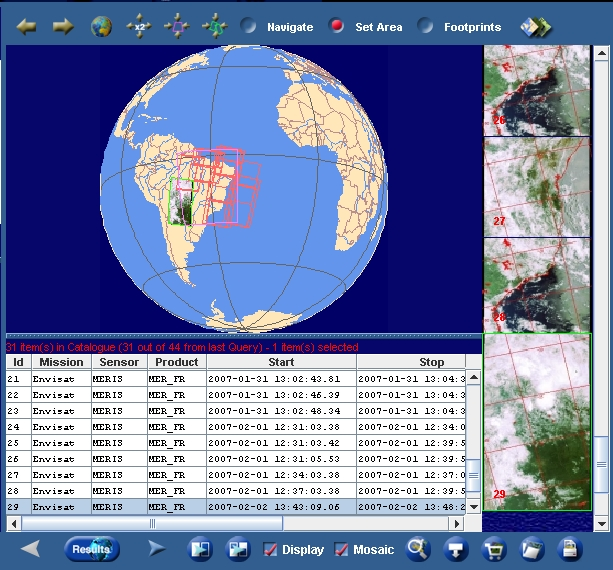 x2 Navigate Set Area Footprints
26
27
28
29
31 item(s) in Catalogue (31 out of 44 from last Query) - 1 item(s) selected
Id Mission Sensor Product Start Stop
21 Envisat MERIS MER_FR 2007-01-31 13:02:43.81 2007-01-31 13:04:3
22 Envisat MERIS MER_FR 2007-01-31 13:02:46.39 2007-01-31 13:04:3
23 Envisat MERIS MER_FR 2007-01-31 13:02:48.34 2007-01-31 13:04:3
24 Envisat MERIS MER_FR 2007-02-01 12:31:03.38 2007-02-01 12:34:0
25 Envisat MERIS MER_FR 2007-02-01 12:31:03.42 2007-02-01 12:39:5
26 Envisat MERIS MER_FR 2007-02-01 12:31:05.53 2007-02-01 12:39:5
27 Envisat MERIS MER_FR 2007-02-01 12:34:03.38 2007-02-01 12:37:0
28 Envisat MERIS MER_FR 2007-02-01 12:37:03.38 2007-02-01 12:39:5
29 Envisat MERIS MER_FR 2007-02-02 13:43:09.06 2007-02-02 13:48:2
Results Display Mosaic